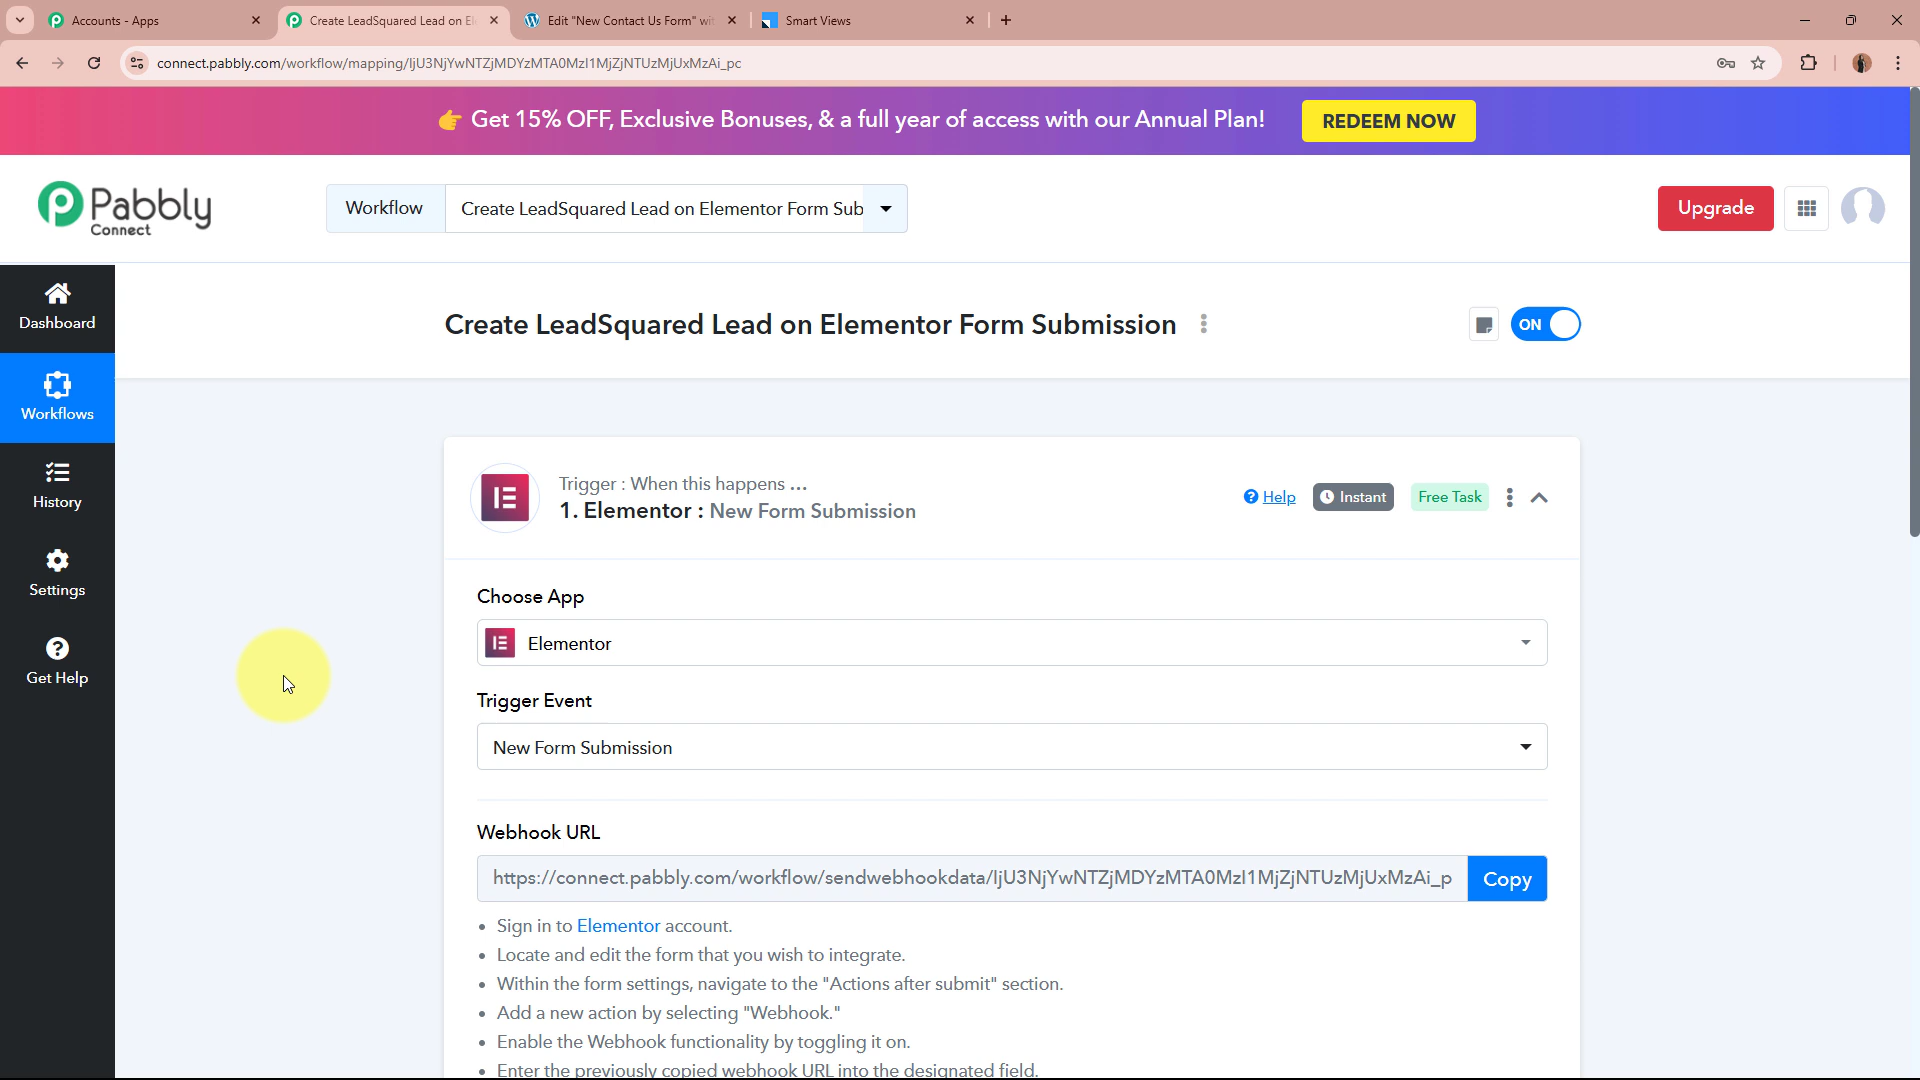 Accounts - Apps
Create LeadSquared Lead on El
Edit "New Contact Us Form" wit
Smart Views
connect.pabbly.com/workflow/mapping/IjU3NjYwNTZjMDYzMTA0MzI1MjZjNTUzMjUxMzAi_pc
👉 Get 15% OFF, Exclusive Bonuses, & a full year of access with our Annual Plan!
REDEEM NOW
Pabbly
Connect
Workflow
Create LeadSquared Lead on Elementor Form Sub
Upgrade
Dashboard
Workflows
History
Settings
Get Help
Create LeadSquared Lead on Elementor Form Submission
ON
Trigger : When this happens ...
1. Elementor : New Form Submission
Help
Instant
Free Task
Choose App
Elementor
Trigger Event
New Form Submission
Webhook URL
https://connect.pabbly.com/workflow/sendwebhookdata/IjU3NjYwNTZjMDYzMTA0MzI1MjZjNTUzMjUxMzAi_p
Copy
• Sign in to Elementor account.
• Locate and edit the form that you wish to integrate.
• Within the form settings, navigate to the "Actions after submit" section.
• Add a new action by selecting "Webhook."
• Enable the Webhook functionality by toggling it on.
• Enter the previously copied webhook URL into the designated field.